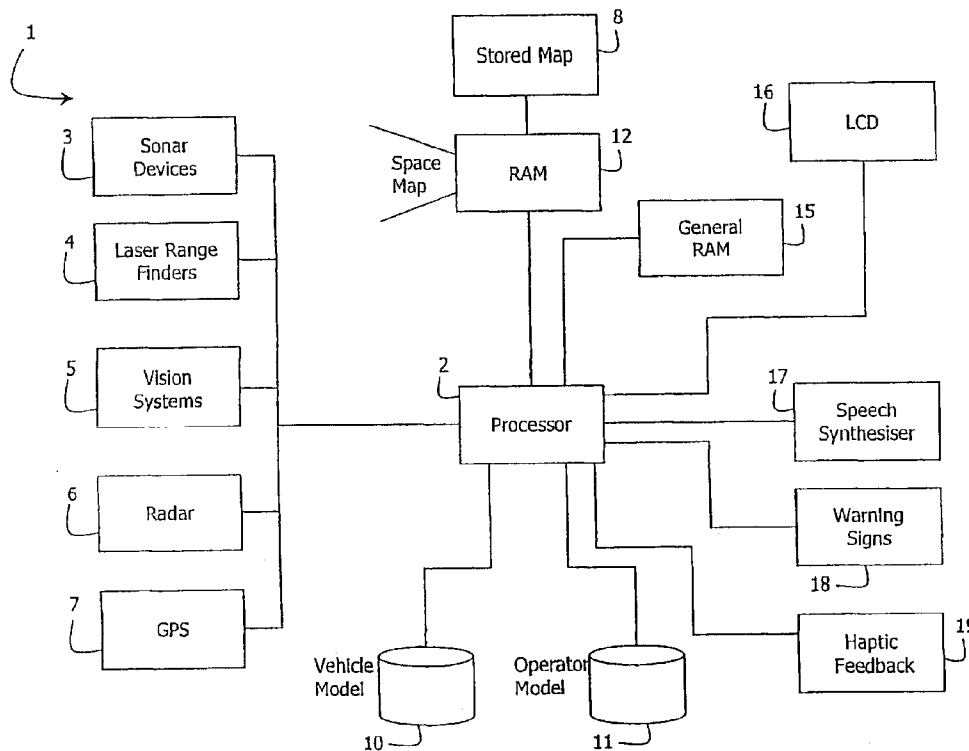 1
8
Stored Map
16
LCD
3
Sonar
Devices
Space
Map
12
RAM
4
Laser Range
Finders
15
General
RAM
5
Vision
Systems
2
Processor
17
Speech
Synthesiser
6
Radar
Warning
Signs
18
7
GPS
Vehicle
Model
10
Operator
Model
11
Haptic
Feedback
19